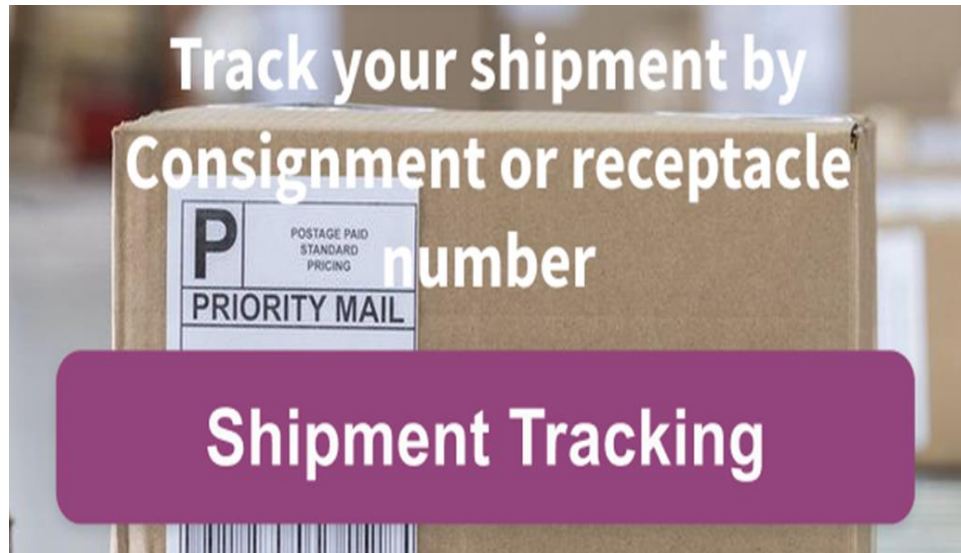 Track your shipment by
Consignment or receptacle
number
P
POSTAGE PAID
STANDARD
PRICING
PRIORITY MAIL
Shipment Tracking